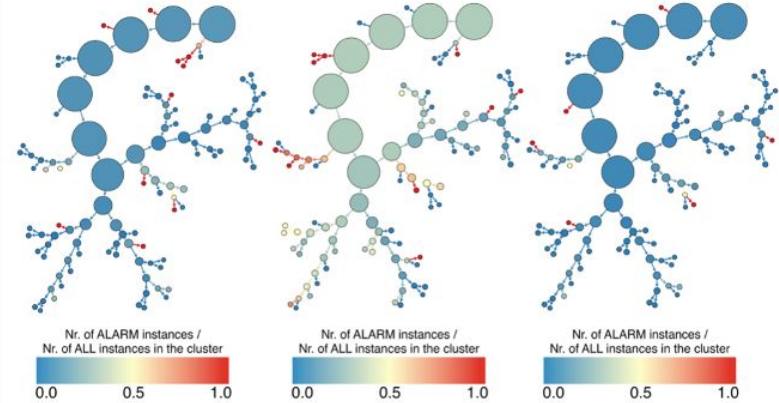 Nr. of ALARM instances /
Nr. of ALL instances in the cluster
0.0 0.5 1.0
Nr. of ALARM instances /
Nr. of ALL instances in the cluster
0.0 0.5 1.0
Nr. of ALARM instances /
Nr. of ALL instances in the cluster
0.0 0.5 1.0